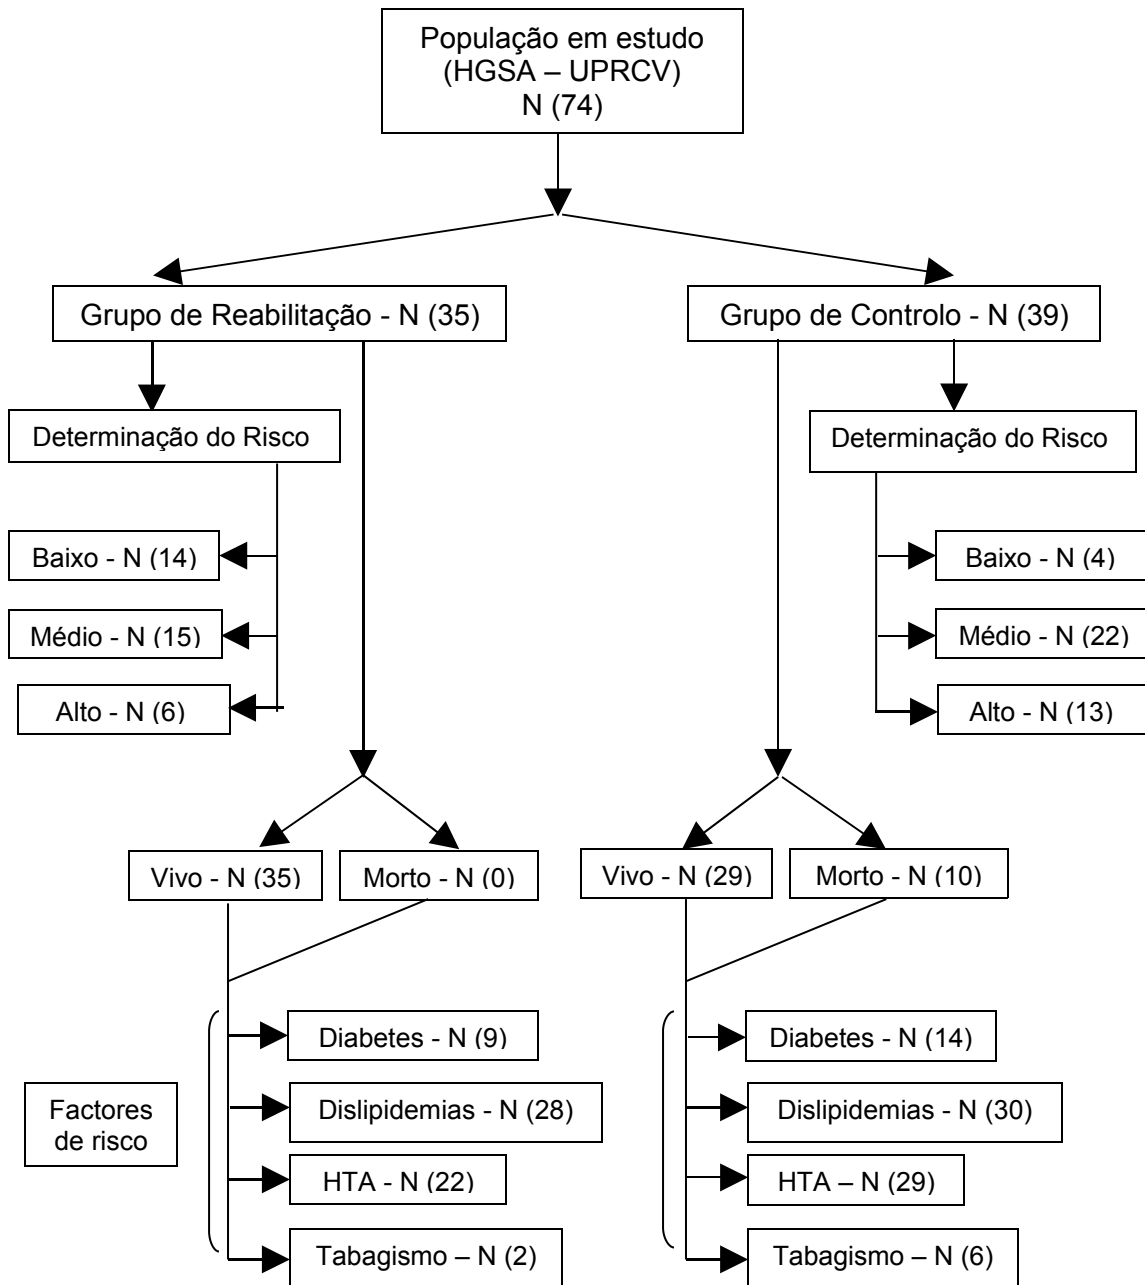 População em estudo
(HGSA – UPRCV)
N (74)
Grupo de Reabilitação - N (35)
Grupo de Controlo - N (39)
Determinação do Risco
Determinação do Risco
Baixo - N (14)
Baixo - N (4)
Médio - N (15)
Médio - N (22)
Alto - N (6)
Alto - N (13)
Vivo - N (35)
Morto - N (0)
Vivo - N (29)
Morto - N (10)
Diabetes - N (9)
Diabetes - N (14)
Factores
de risco
Dislipidemias - N (28)
Dislipidemias - N (30)
HTA - N (22)
HTA – N (29)
Tabagismo – N (2)
Tabagismo – N (6)